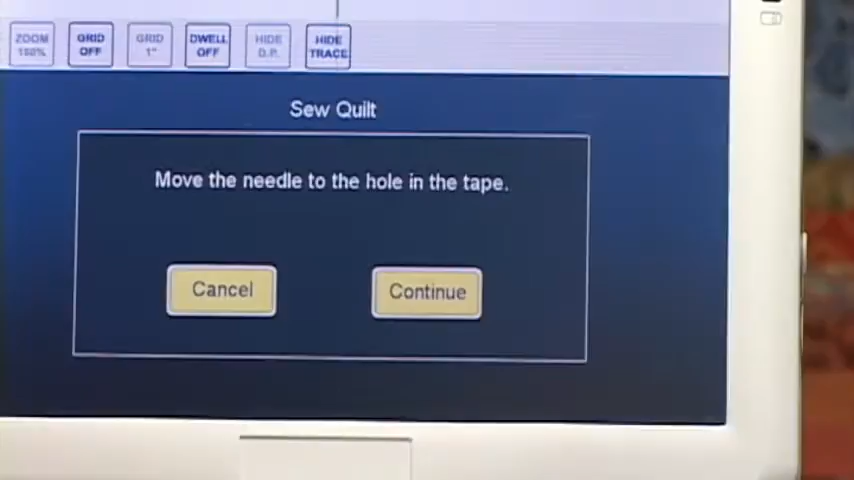 ZOOM GRID GRID DWELL HIDE HIDE
150% OFF 1" OFF D.P. TRACE
Sew Quilt
Move the needle to the hole in the tape.
Cancel Continue